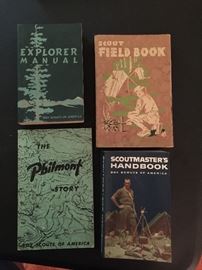 EXPLORER
MANUAL
BOY SCOUTS OF AMERICA
SCOUT
FIELD BOOK
THE
Philmont
STORY
BOY SCOUTS OF AMERICA
SCOUTMASTER'S
HANDBOOK
BOY SCOUTS OF AMERICA